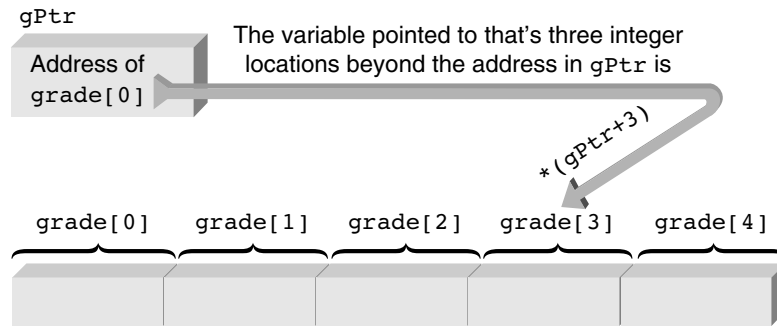 gPtr
Address of
grade[0]
The variable pointed to that's three integer
locations beyond the address in gPtr is
*(gPtr+3)
grade[0]
grade[1]
grade[2]
grade[3]
grade[4]